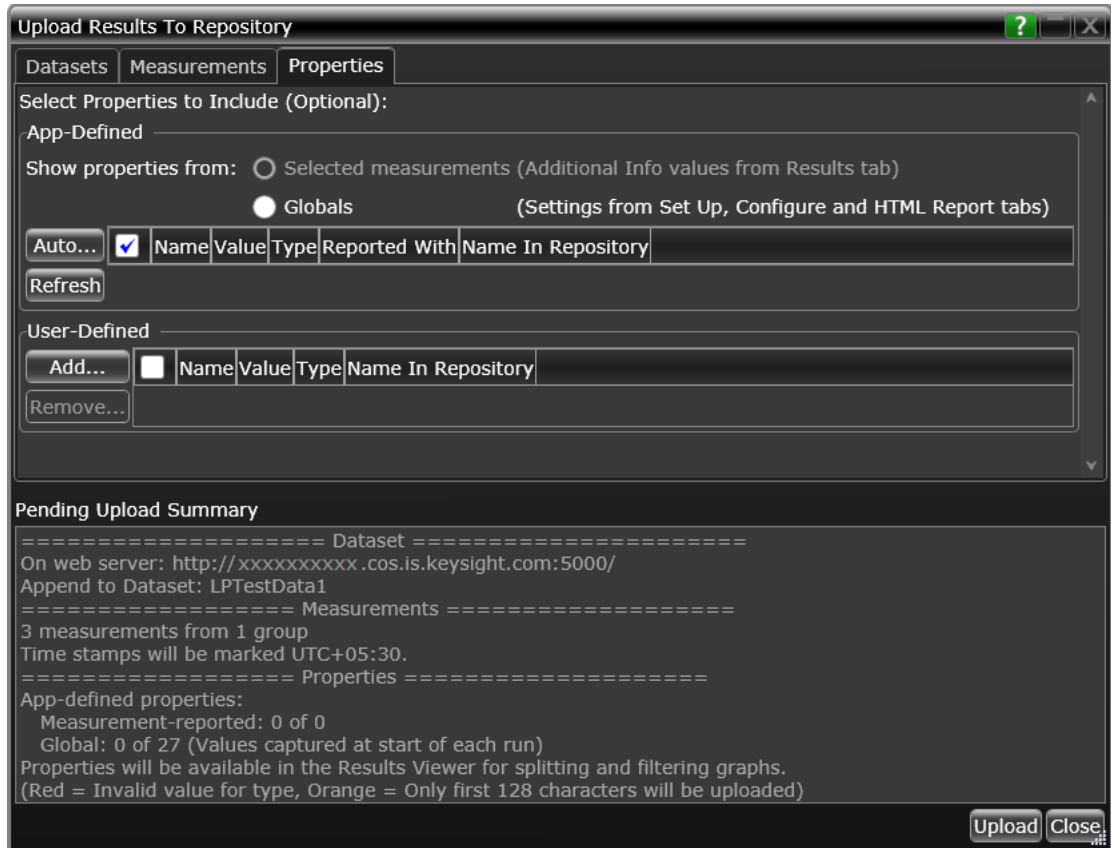 Upload Results To Repository
? X
Datasets Measurements Properties
Select Properties to Include (Optional):
App-Defined
Show properties from: Selected measurements (Additional Info values from Results tab)
Globals (Settings from Set Up, Configure and HTML Report tabs)
Auto... Name Value Type Reported With Name In Repository
Refresh
User-Defined
Add... Name Value Type Name In Repository
Remove...
Pending Upload Summary
==================== Dataset ======================
On web server: http://xxxxxxxxxx.cos.is.keysight.com:5000/
Append to Dataset: LPTestData1
================== Measurements ===================
3 measurements from 1 group
Time stamps will be marked UTC+05:30.
================== Properties ====================
App-defined properties:
Measurement-reported: 0 of 0
Global: 0 of 27 (Values captured at start of each run)
Properties will be available in the Results Viewer for splitting and filtering graphs.
(Red = Invalid value for type, Orange = Only first 128 characters will be uploaded)
Upload Close